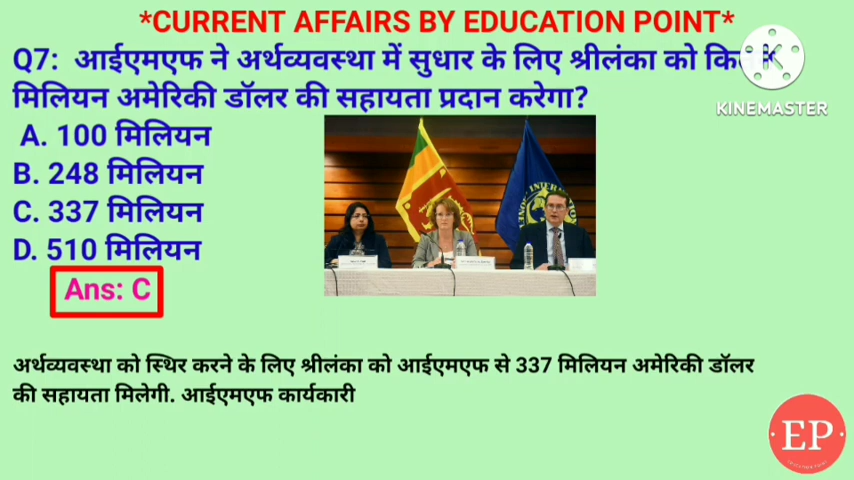 *CURRENT AFFAIRS BY EDUCATION POINT*
Q7: आईएमएफ ने अर्थव्यवस्था में सुधार के लिए श्रीलंका को
मिलियन अमेरिकी डॉलर की सहायता प्रदान करेगा?
KINEMASTER
A. 100 मिलियन
B. 248 मिलियन
C. 337 मिलियन
D. 510 मिलियन
Ans: C
अर्थव्यवस्था को स्थिर करने के लिए श्रीलंका को आईएमएफ से 337 मिलियन अमेरिकी डॉलर
की सहायता मिलेगी. आईएमएफ कार्यकारी
EP